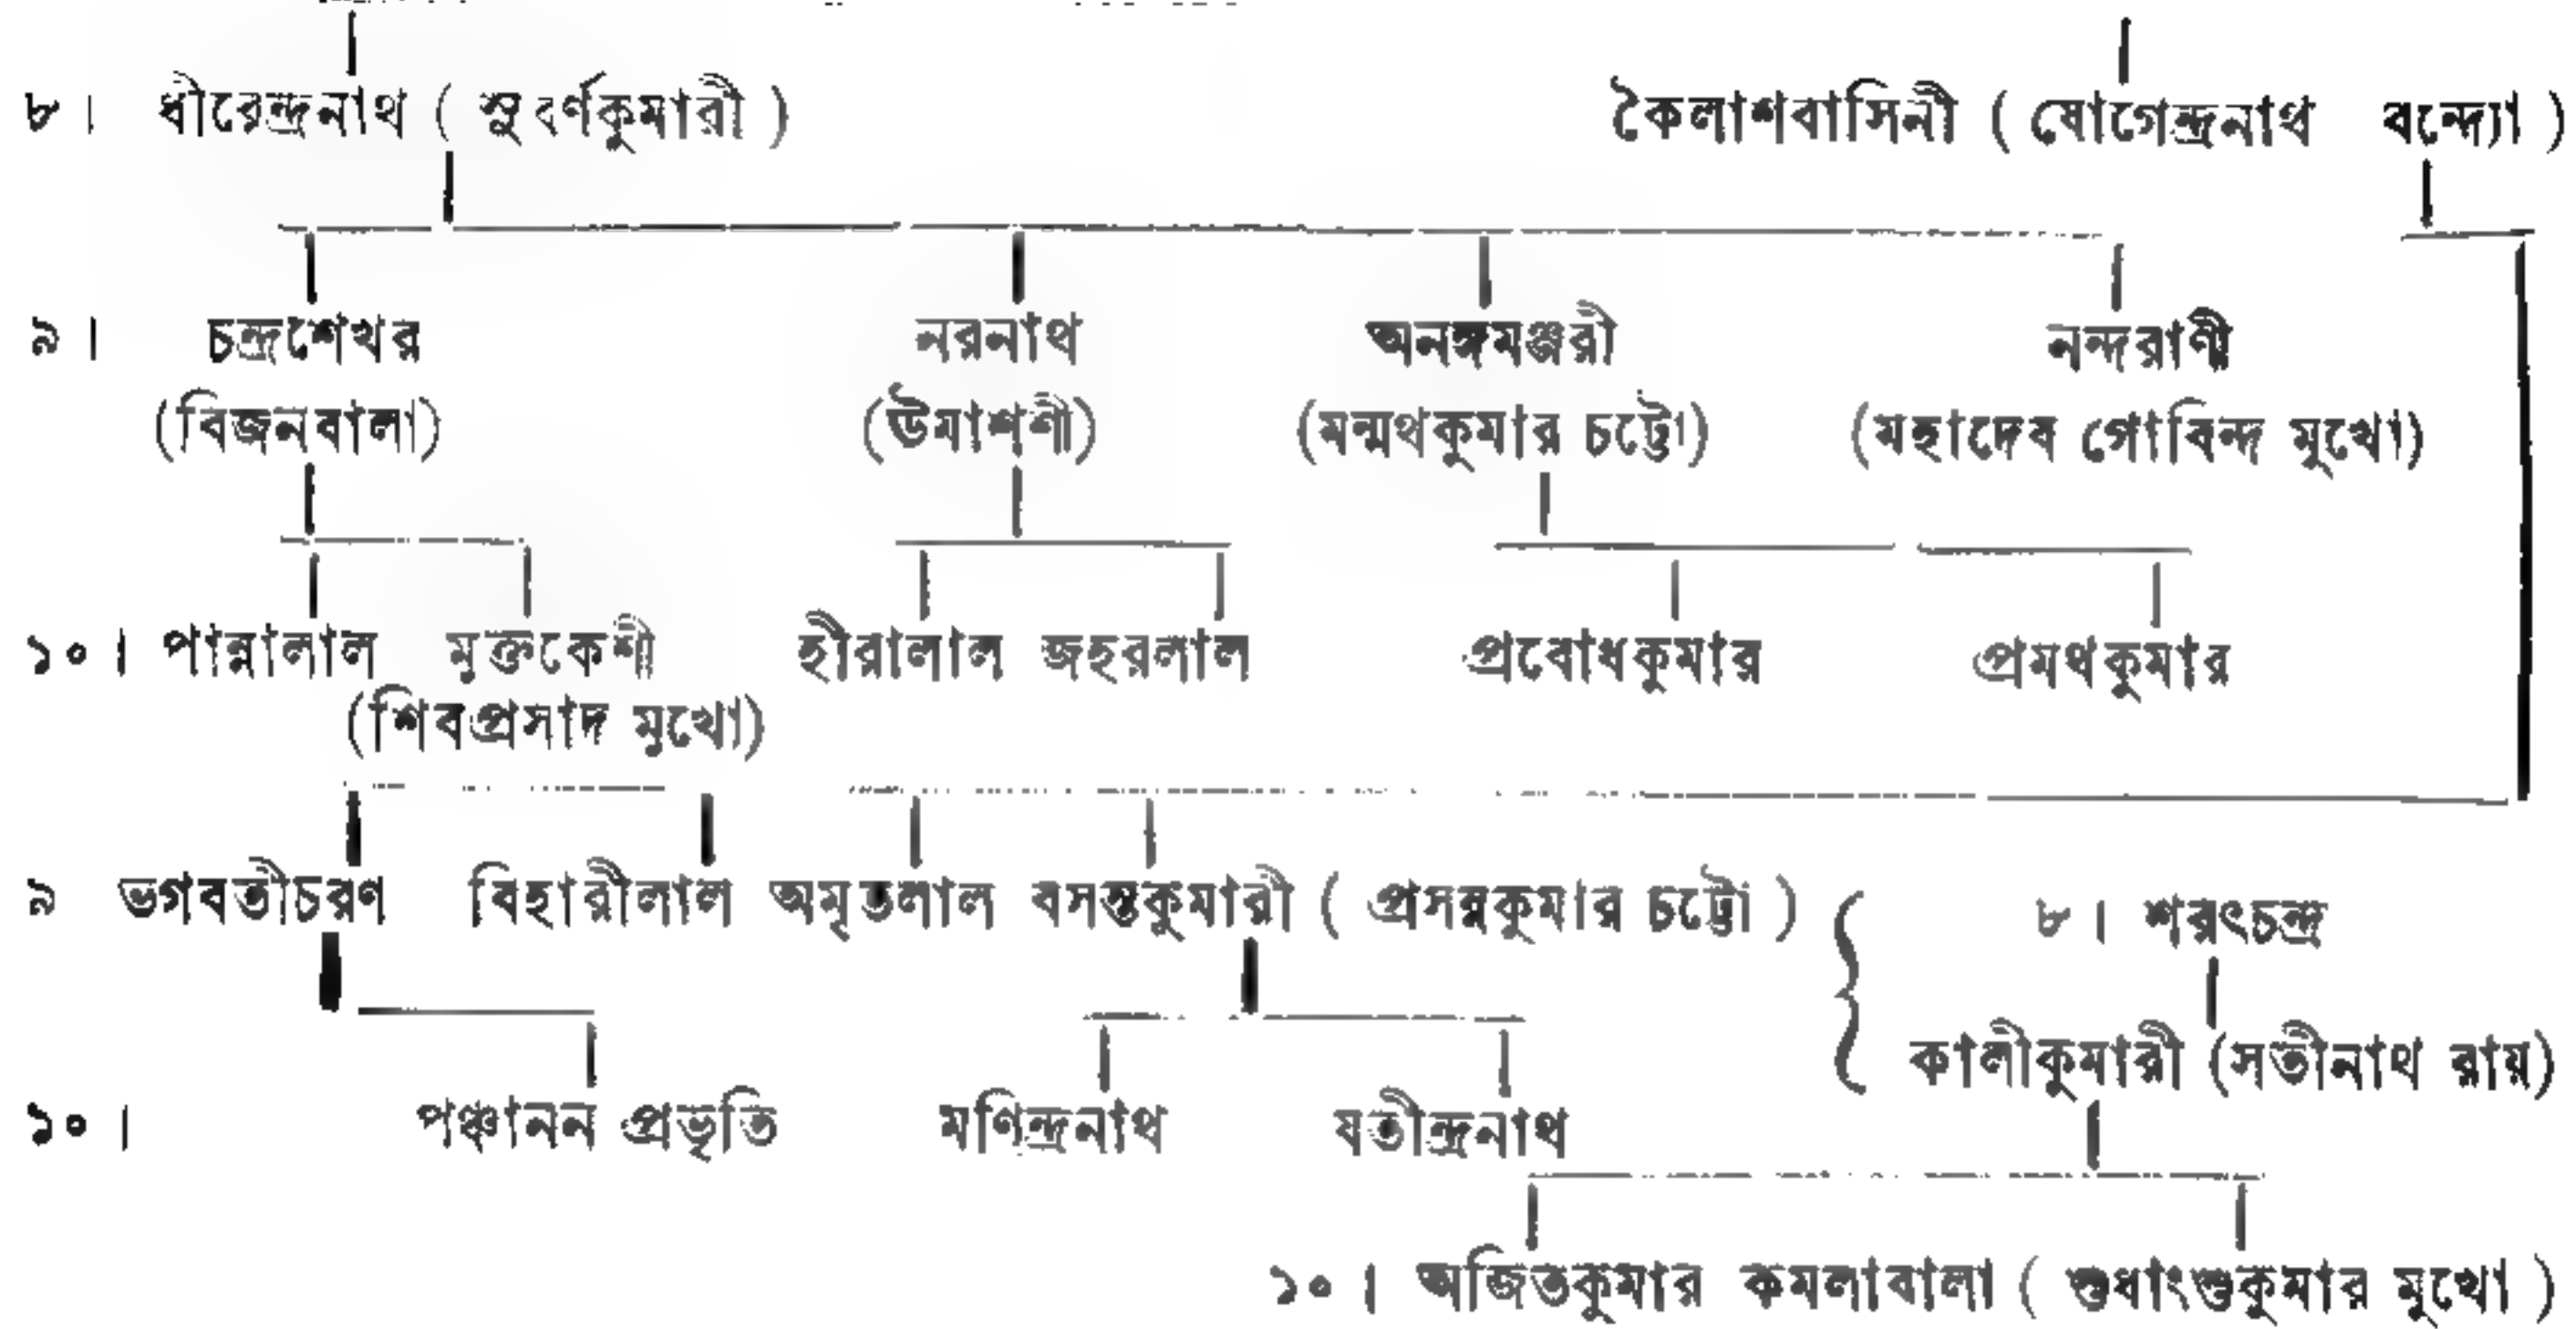 ৮। ধীরেন্দ্রনাথ ( সুবর্ণকুমারী ) কৈলাশবাসিনী ( যোগেন্দ্রনাথ বন্দ্যো )
৯। চন্দ্রশেখর নরনাথ অনঙ্গমঞ্জরী নন্দরাণী
(বিজনবালা) (ঊমাশশী) (মন্মথকুমার চট্টো) (মহাদেব গোবিন্দ মুখো)
১০। পান্নালাল মুক্তকেশী হীরালাল জহরলাল প্রবোধকুমার প্রমথকুমার
(শিবপ্রসাদ মুখো)
৯ ভগবতীচরণ বিহারীলাল অমৃতলাল বসন্তকুমারী ( প্রসন্নকুমার চট্টো ) ৮। শরৎচন্দ্র
কালীকুমারী (সতীনাথ রায়)
১০। পঞ্চানন প্রভৃতি মণিন্দ্রনাথ যতীন্দ্রনাথ
১০। অজিতকুমার কমলাবালা ( শুধাংশুকুমার মুখো )